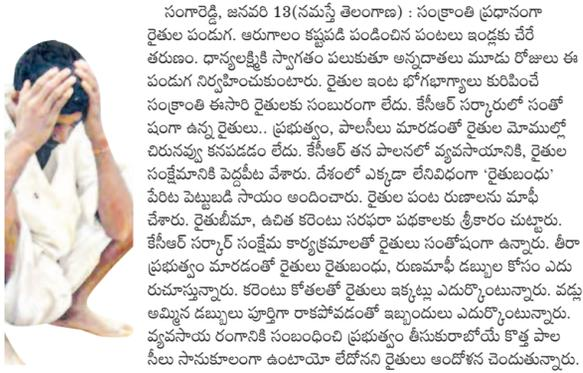 సంగారెడ్డి, జనవరి 13(నమస్తే తెలంగాణ) : సంక్రాంతి ప్రధానంగా
రైతుల పండుగ. ఆరుగాలం కష్టపడి పండించిన పంటలు ఇండ్లకు చేరే
తరుణం. ధాన్యలక్ష్మికి స్వాగతం పలుకుతూ అన్నదాతలు మూడు రోజులు ఈ
పండుగ నిర్వహించుకుంటారు. రైతుల ఇంట భోగభాగ్యాలు కురిపించే
సంక్రాంతి ఈసారి రైతులకు సంబురంగా లేదు. కేసీఆర్ సర్కారులో సంతో
షంగా ఉన్న రైతులు.. ప్రభుత్వం, పాలసీలు మారడంతో రైతుల మోముల్లో
చిరునవ్వు కనపడడం లేదు. కేసీఆర్ తన పాలనలో వ్యవసాయానికి, రైతుల
సంక్షేమానికి పెద్దపీట వేశారు. దేశంలో ఎక్కడా లేనివిధంగా ‘రైతుబంధు’
పేరిట పెట్టుబడి సాయం అందించారు. రైతుల పంట రుణాలను మాఫీ
చేశారు. రైతుబీమా, ఉచిత కరెంటు సరఫరా పథకాలకు శ్రీకారం చుట్టారు.
కేసీఆర్ సర్కార్ సంక్షేమ కార్యక్రమాలతో రైతులు సంతోషంగా ఉన్నారు. తీరా
ప్రభుత్వం మారడంతో రైతులు రైతుబంధు, రుణమాఫీ డబ్బుల కోసం ఎదు
రుచూస్తున్నారు. కరెంటు కోతలతో రైతులు ఇక్కట్లు ఎదుర్కొంటున్నారు. వడ్లు
అమ్మిన డబ్బులు పూర్తిగా రాకపోవడంతో ఇబ్బందులు ఎదుర్కొంటున్నారు.
వ్యవసాయ రంగానికి సంబంధించి ప్రభుత్వం తీసుకురాబోయే కొత్త పాల
సీలు సానుకూలంగా ఉంటాయో లేదోనని రైతులు ఆందోళన చెందుతున్నారు.